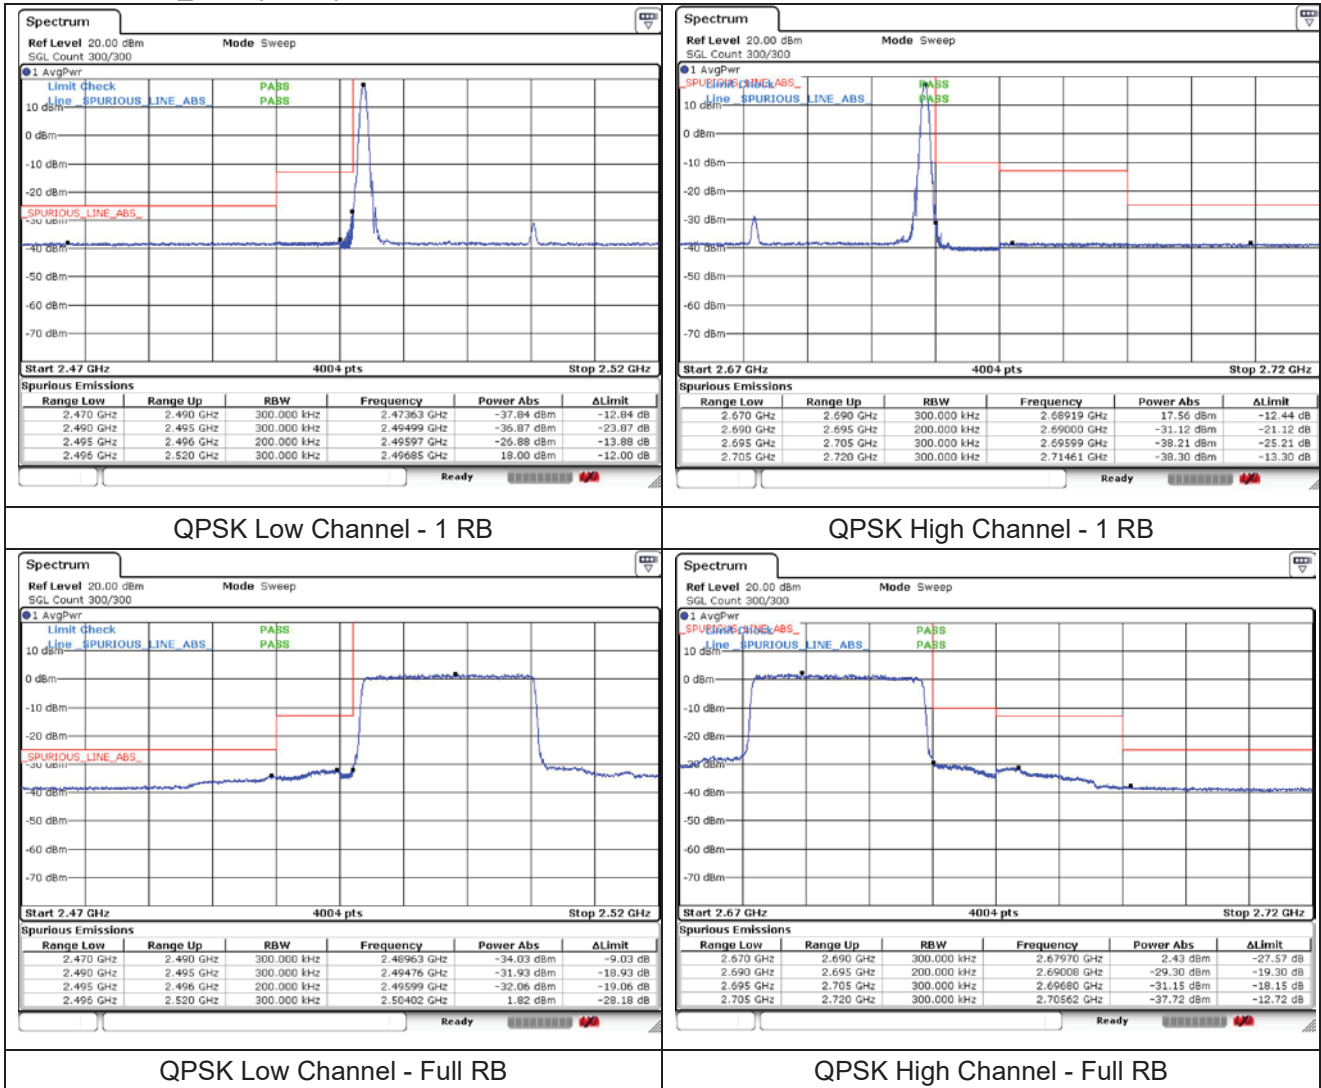 Spectrum
Ref Level 20.00 dBm Mode Sweep
SGL Count 300/300
1 AvgPwr
Limit Check PASS
Line _SPURIOUS_LINE_ABS_ PASS
10 dBm
0 dBm
-10 dBm
-20 dBm
_SPURIOUS_LINE_ABS_
-30 dBm
-40 dBm
-50 dBm
-60 dBm
-70 dBm
Start 2.47 GHz 4004 pts Stop 2.52 GHz
Spurious Emissions
Range Low Range Up RBW Frequency Power Abs ΔLimit
2.470 GHz 2.490 GHz 300.000 kHz 2.47363 GHz -37.84 dBm -12.84 dB
2.490 GHz 2.495 GHz 300.000 kHz 2.49499 GHz -36.87 dBm -23.87 dB
2.495 GHz 2.496 GHz 200.000 kHz 2.49597 GHz -26.88 dBm -13.88 dB
2.496 GHz 2.520 GHz 300.000 kHz 2.49685 GHz 18.00 dBm -12.00 dB
Ready
QPSK Low Channel - 1 RB
Spectrum
Ref Level 20.00 dBm Mode Sweep
SGL Count 300/300
1 AvgPwr
_SPURIOUS_LINE_ABS_
Limit Check PASS
Line _SPURIOUS_LINE_ABS_ PASS
10 dBm
0 dBm
-10 dBm
-20 dBm
-30 dBm
-40 dBm
-50 dBm
-60 dBm
-70 dBm
Start 2.67 GHz 4004 pts Stop 2.72 GHz
Spurious Emissions
Range Low Range Up RBW Frequency Power Abs ΔLimit
2.670 GHz 2.690 GHz 300.000 kHz 2.68919 GHz 17.56 dBm -12.44 dB
2.690 GHz 2.695 GHz 200.000 kHz 2.69000 GHz -31.12 dBm -21.12 dB
2.695 GHz 2.705 GHz 300.000 kHz 2.69599 GHz -38.21 dBm -25.21 dB
2.705 GHz 2.720 GHz 300.000 kHz 2.71461 GHz -38.30 dBm -13.30 dB
Ready
QPSK High Channel - 1 RB
Spectrum
Ref Level 20.00 dBm Mode Sweep
SGL Count 300/300
1 AvgPwr
Limit Check PASS
Line _SPURIOUS_LINE_ABS_ PASS
10 dBm
0 dBm
-10 dBm
-20 dBm
_SPURIOUS_LINE_ABS_
-30 dBm
-40 dBm
-50 dBm
-60 dBm
-70 dBm
Start 2.47 GHz 4004 pts Stop 2.52 GHz
Spurious Emissions
Range Low Range Up RBW Frequency Power Abs ΔLimit
2.470 GHz 2.490 GHz 300.000 kHz 2.48963 GHz -34.03 dBm -9.03 dB
2.490 GHz 2.495 GHz 300.000 kHz 2.49476 GHz -31.93 dBm -18.93 dB
2.495 GHz 2.496 GHz 200.000 kHz 2.49599 GHz -32.06 dBm -19.06 dB
2.496 GHz 2.520 GHz 300.000 kHz 2.50402 GHz 1.82 dBm -28.18 dB
Ready
QPSK Low Channel - Full RB
Spectrum
Ref Level 20.00 dBm Mode Sweep
SGL Count 300/300
1 AvgPwr
_SPURIOUS_LINE_ABS_
Limit Check PASS
Line _SPURIOUS_LINE_ABS_ PASS
10 dBm
0 dBm
-10 dBm
-20 dBm
-30 dBm
-40 dBm
-50 dBm
-60 dBm
-70 dBm
Start 2.67 GHz 4004 pts Stop 2.72 GHz
Spurious Emissions
Range Low Range Up RBW Frequency Power Abs ΔLimit
2.670 GHz 2.690 GHz 300.000 kHz 2.67970 GHz 2.43 dBm -27.57 dB
2.690 GHz 2.695 GHz 200.000 kHz 2.69008 GHz -29.30 dBm -19.30 dB
2.695 GHz 2.705 GHz 300.000 kHz 2.69680 GHz -31.15 dBm -18.15 dB
2.705 GHz 2.720 GHz 300.000 kHz 2.70562 GHz -37.72 dBm -12.72 dB
Ready
QPSK High Channel - Full RB